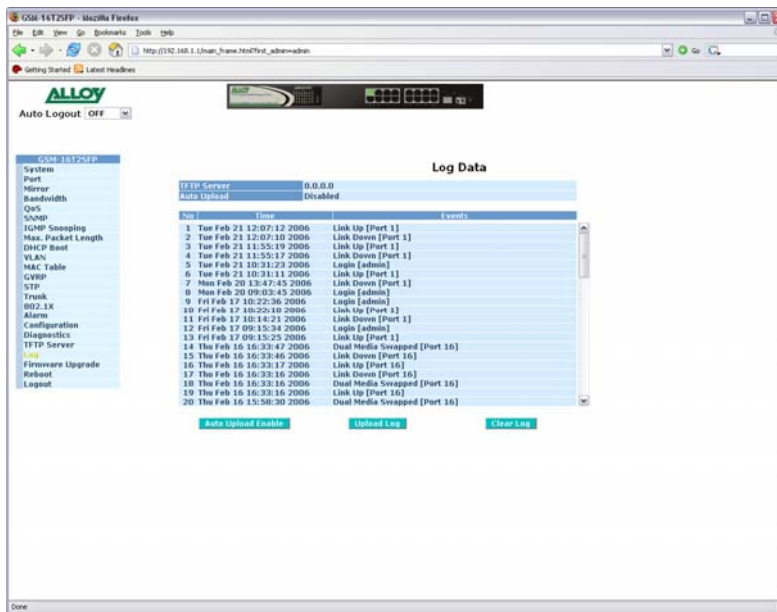 GSM-16T2SFP - Mozilla Firefox
File Edit View Go Bookmarks Tools Help
http://192.168.1.1/main_frame.html?first_admin=admin
Go
Getting Started Latest Headlines
ALLOY
Auto Logout OFF
GSM-16T2SFP
System
Port
Mirror
Bandwidth
QoS
SNMP
IGMP Snooping
Max. Packet Length
DHCP Boot
VLAN
MAC Table
GVRP
STP
Trunk
802.1X
Alarm
Configuration
Diagnostics
TFTP Server
Log
Firmware Upgrade
Reboot
Logout
Log Data
TFTP Server 0.0.0.0
Auto Upload Disabled
No Time Events
1 Tue Feb 21 12:07:12 2006 Link Up [Port 1]
2 Tue Feb 21 12:07:10 2006 Link Down [Port 1]
3 Tue Feb 21 11:55:19 2006 Link Up [Port 1]
4 Tue Feb 21 11:55:17 2006 Link Down [Port 1]
5 Tue Feb 21 10:31:23 2006 Login [admin]
6 Tue Feb 21 10:31:11 2006 Link Up [Port 1]
7 Mon Feb 20 13:47:45 2006 Link Down [Port 1]
8 Mon Feb 20 09:03:45 2006 Login [admin]
9 Fri Feb 17 10:22:36 2006 Login [admin]
10 Fri Feb 17 10:22:10 2006 Link Up [Port 1]
11 Fri Feb 17 10:14:21 2006 Link Down [Port 1]
12 Fri Feb 17 09:15:34 2006 Login [admin]
13 Fri Feb 17 09:15:25 2006 Link Up [Port 1]
14 Thu Feb 16 16:33:47 2006 Dual Media Swapped [Port 16]
15 Thu Feb 16 16:33:46 2006 Link Down [Port 16]
16 Thu Feb 16 16:33:17 2006 Link Up [Port 16]
17 Thu Feb 16 16:33:16 2006 Link Down [Port 16]
18 Thu Feb 16 16:33:16 2006 Dual Media Swapped [Port 16]
19 Thu Feb 16 16:33:16 2006 Link Up [Port 16]
20 Thu Feb 16 15:58:30 2006 Dual Media Swapped [Port 16]
Auto Upload Enable Upload Log Clear Log
Done